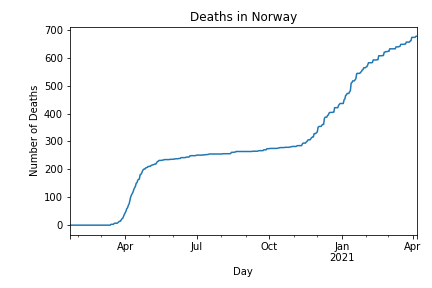 Deaths in Norway
Number of Deaths
700
600
500
400
300
200
100
0
Apr
Jul
Oct
Jan
2021
Apr
Day